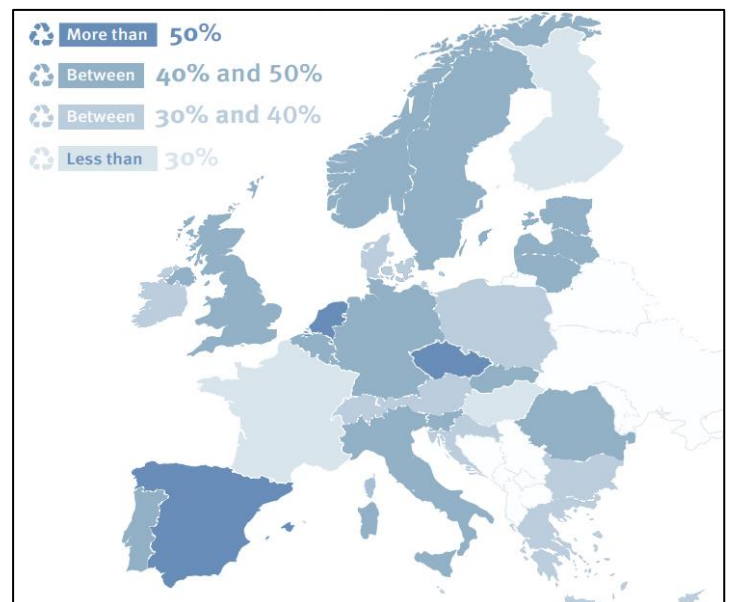 More than 50%
Between 40% and 50%
Between 30% and 40%
Less than 30%